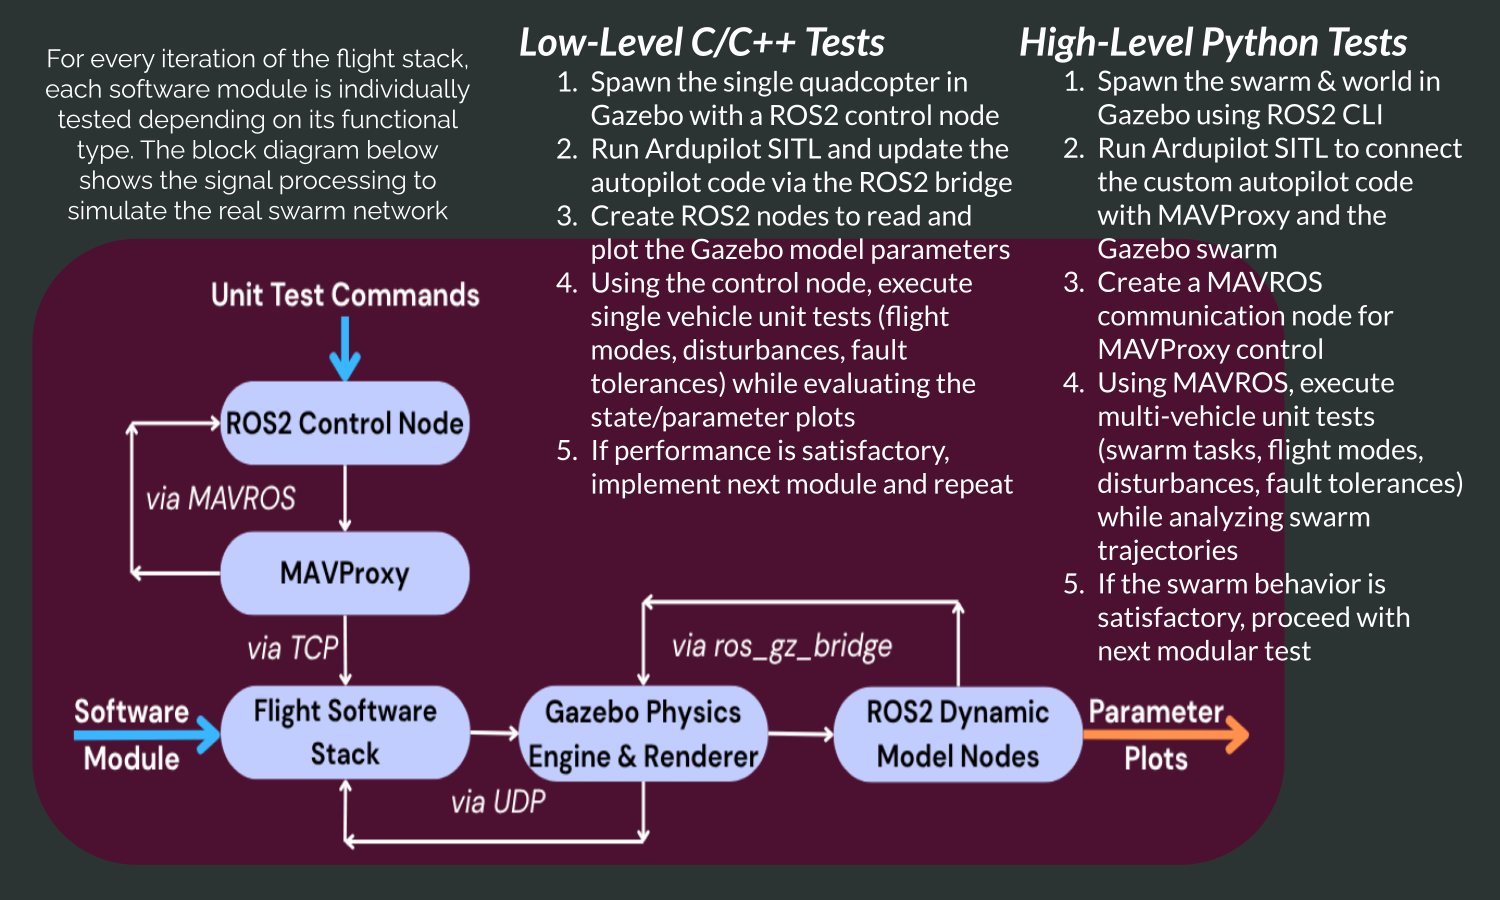 For every iteration of the flight stack,
each software module is individually
tested depending on its functional
type. The block diagram below
shows the signal processing to
simulate the real swarm network
Low-Level C/C++ Tests
1. Spawn the single quadcopter in
Gazebo with a ROS2 control node
2. Run Ardupilot SITL and update the
autopilot code via the ROS2 bridge
3. Create ROS2 nodes to read and
plot the Gazebo model parameters
4. Using the control node, execute
single vehicle unit tests (flight
modes, disturbances, fault
tolerances) while evaluating the
state/parameter plots
5. If performance is satisfactory,
implement next module and repeat
High-Level Python Tests
1. Spawn the swarm & world in
Gazebo using ROS2 CLI
2. Run Ardupilot SITL to connect
the custom autopilot code
with MAVProxy and the
Gazebo swarm
3. Create a MAVROS
communication node for
MAVProxy control
4. Using MAVROS, execute
multi-vehicle unit tests
(swarm tasks, flight modes,
disturbances, fault tolerances)
while analyzing swarm
trajectories
5. If the swarm behavior is
satisfactory, proceed with
next modular test
Unit Test Commands
ROS2 Control Node
via MAVROS
MAVProxy
via TCP
Software
Module
Flight Software
Stack
via UDP
Gazebo Physics
Engine & Renderer
via ros_gz_bridge
ROS2 Dynamic
Model Nodes
Parameter
Plots